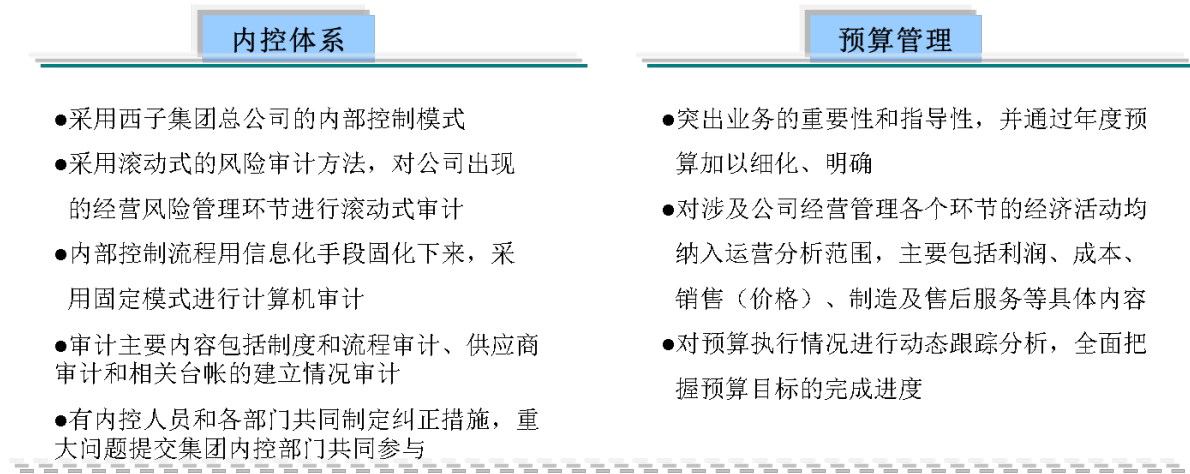 内控体系
●采用西子集团总公司的内部控制模式
●采用滚动式的风险审计方法，对公司出现
的经营风险管理环节进行滚动式审计
●内部控制流程用信息化手段固化下来，采
用固定模式进行计算机审计
●审计主要内容包括制度和流程审计、供应商
审计和相关台帐的建立情况审计
●有内控人员和各部门共同制定纠正措施，重
大问题提交集团内控部门共同参与
预算管理
●突出业务的重要性和指导性，并通过年度预
算加以细化、明确
●对涉及公司经营管理各个环节的经济活动均
纳入运营分析范围，主要包括利润、成本、
销售（价格）、制造及售后服务等具体内容
●对预算执行情况进行动态跟踪分析，全面把
握预算目标的完成进度